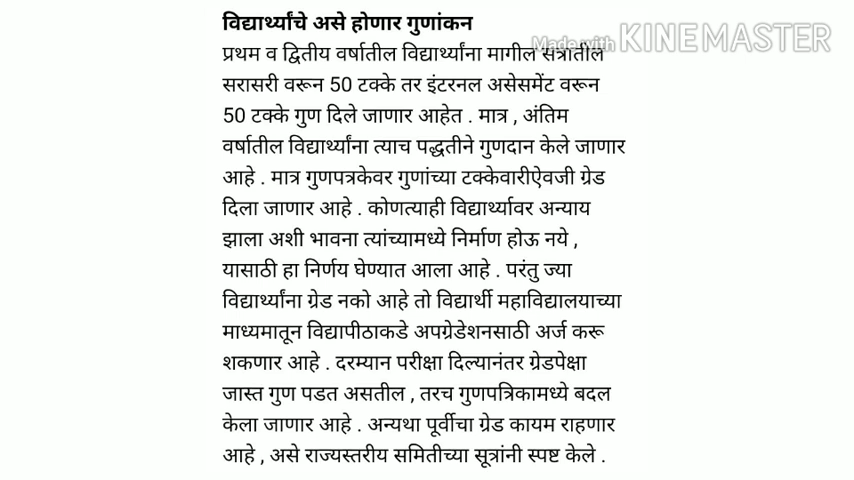 विद्यार्थ्यांचे असे होणार गुणांकन
Made with KINEMASTER
प्रथम व द्वितीय वर्षातील विद्यार्थ्यांना मागील सत्रातील
सरासरी वरून 50 टक्के तर इंटरनल असेसमेंट वरून
50 टक्के गुण दिले जाणार आहेत . मात्र , अंतिम
वर्षातील विद्यार्थ्यांना त्याच पद्धतीने गुणदान केले जाणार
आहे . मात्र गुणपत्रकेवर गुणांच्या टक्केवारीऐवजी ग्रेड
दिला जाणार आहे . कोणत्याही विद्यार्थ्यावर अन्याय
झाला अशी भावना त्यांच्यामध्ये निर्माण होऊ नये ,
यासाठी हा निर्णय घेण्यात आला आहे . परंतु ज्या
विद्यार्थ्यांना ग्रेड नको आहे तो विद्यार्थी महाविद्यालयाच्या
माध्यमातून विद्यापीठाकडे अपग्रेडेशनसाठी अर्ज करू
शकणार आहे . दरम्यान परीक्षा दिल्यानंतर ग्रेडपेक्षा
जास्त गुण पडत असतील , तरच गुणपत्रिकामध्ये बदल
केला जाणार आहे . अन्यथा पूर्वीचा ग्रेड कायम राहणार
आहे , असे राज्यस्तरीय समितीच्या सूत्रांनी स्पष्ट केले .